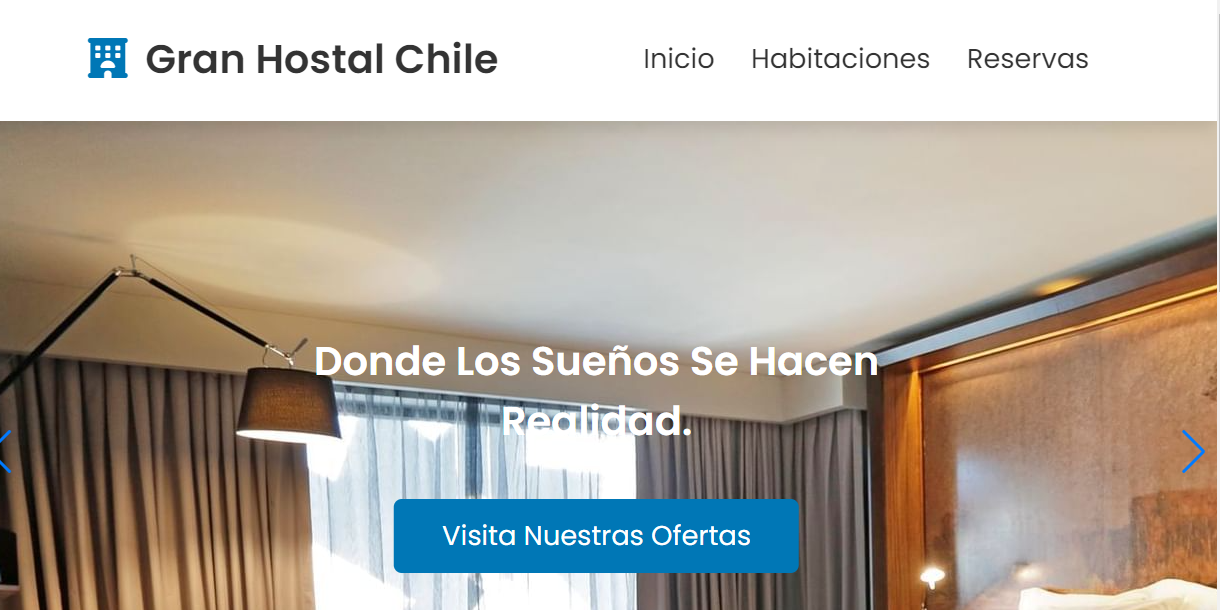 Gran Hostal Chile
Inicio Habitaciones Reservas
Donde Los Sueños Se Hacen
Realidad.
Visita Nuestras Ofertas